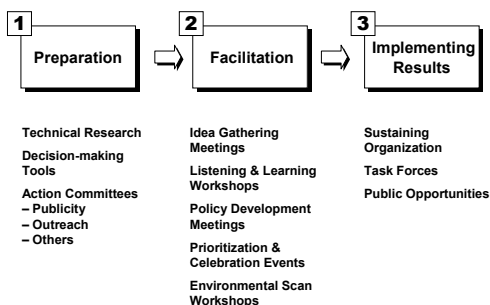 1
Preparation
2
Facilitation
3
Implementing
Results
Technical Research
Decision-making
Tools
Action Committees
– Publicity
– Outreach
– Others
Idea Gathering
Meetings
Listening & Learning
Workshops
Policy Development
Meetings
Prioritization &
Celebration Events
Environmental Scan
Workshops
Sustaining
Organization
Task Forces
Public Opportunities